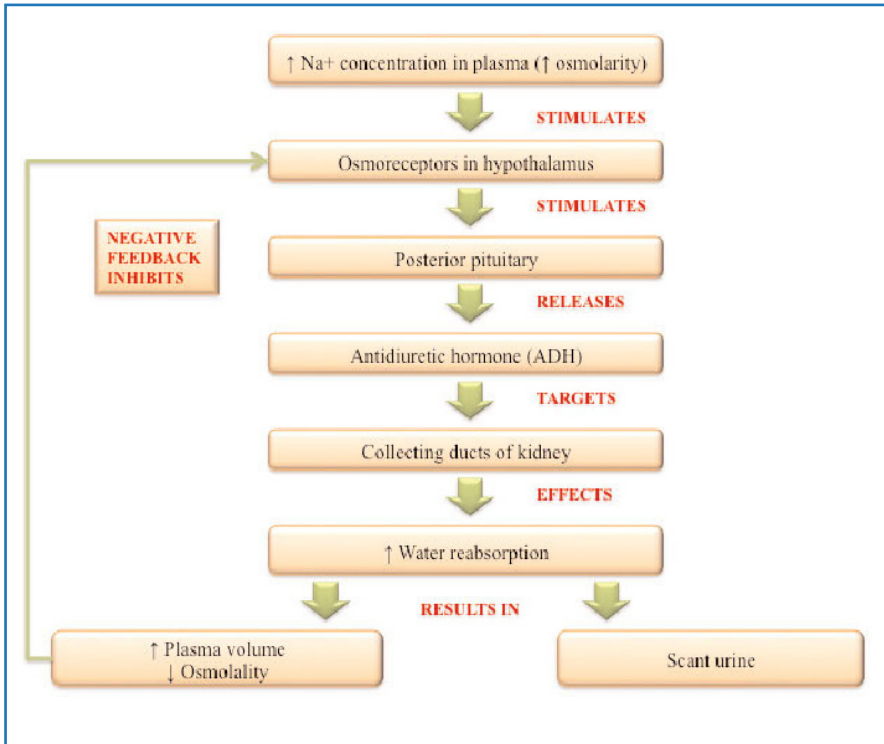 ↑ Na+ concentration in plasma (↑ osmolarity)
STIMULATES
Osmoreceptors in hypothalamus
STIMULATES
NEGATIVE
FEEDBACK
INHIBITS
Posterior pituitary
RELEASES
Antidiuretic hormone (ADH)
TARGETS
Collecting ducts of kidney
EFFECTS
↑ Water reabsorption
RESULTS IN
↑ Plasma volume
↓ Osmolality
Scant urine